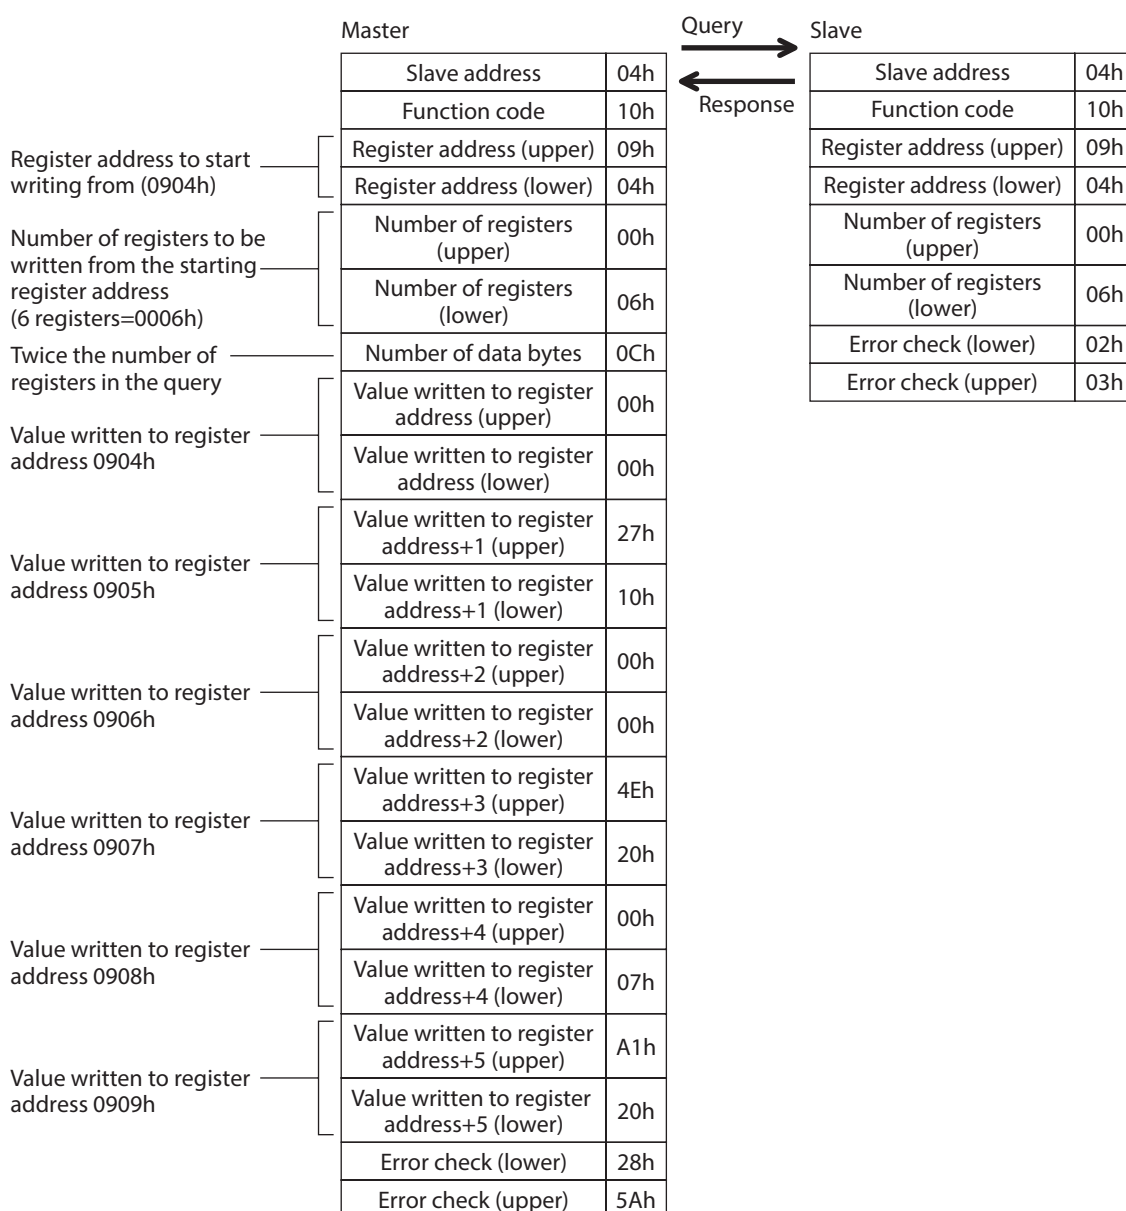 Master
Query
Slave
Response
Slave address 04h
Function code 10h
Register address (upper) 09h
Register address (lower) 04h
Number of registers
(upper) 00h
Number of registers
(lower) 06h
Number of data bytes 0Ch
Value written to register
address (upper) 00h
Value written to register
address (lower) 00h
Value written to register
address+1 (upper) 27h
Value written to register
address+1 (lower) 10h
Value written to register
address+2 (upper) 00h
Value written to register
address+2 (lower) 00h
Value written to register
address+3 (upper) 4Eh
Value written to register
address+3 (lower) 20h
Value written to register
address+4 (upper) 00h
Value written to register
address+4 (lower) 07h
Value written to register
address+5 (upper) A1h
Value written to register
address+5 (lower) 20h
Error check (lower) 28h
Error check (upper) 5Ah
Register address to start
writing from (0904h)
Number of registers to be
written from the starting
register address
(6 registers=0006h)
Twice the number of
registers in the query
Value written to register
address 0904h
Value written to register
address 0905h
Value written to register
address 0906h
Value written to register
address 0907h
Value written to register
address 0908h
Value written to register
address 0909h
Slave address 04h
Function code 10h
Register address (upper) 09h
Register address (lower) 04h
Number of registers
(upper) 00h
Number of registers
(lower) 06h
Error check (lower) 02h
Error check (upper) 03h